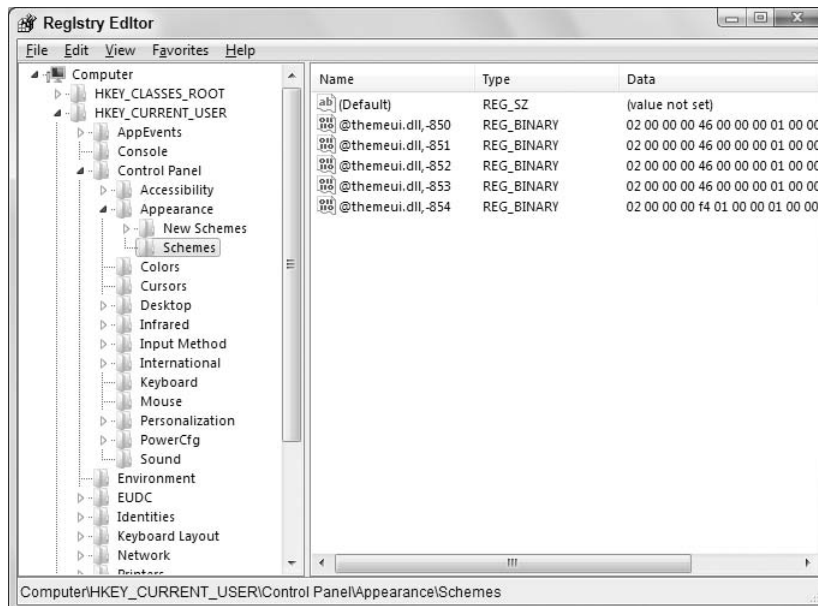 Registry Editor
File Edit View Favorites Help
Computer
HKEY_CLASSES_ROOT
HKEY_CURRENT_USER
AppEvents
Console
Control Panel
Accessibility
Appearance
New Schemes
Schemes
Colors
Cursors
Desktop
Infrared
Input Method
International
Keyboard
Mouse
Personalization
PowerCfg
Sound
Environment
EUDC
Identities
Keyboard Layout
Network
Printers
Name Type Data
(Default) REG_SZ (value not set)
@themeui.dll,-850 REG_BINARY 02 00 00 00 46 00 00 00 01 00 00
@themeui.dll,-851 REG_BINARY 02 00 00 00 46 00 00 00 01 00 00
@themeui.dll,-852 REG_BINARY 02 00 00 00 46 00 00 00 01 00 00
@themeui.dll,-853 REG_BINARY 02 00 00 00 46 00 00 00 01 00 00
@themeui.dll,-854 REG_BINARY 02 00 00 00 f4 01 00 00 01 00 00
Computer\HKEY_CURRENT_USER\Control Panel\Appearance\Schemes